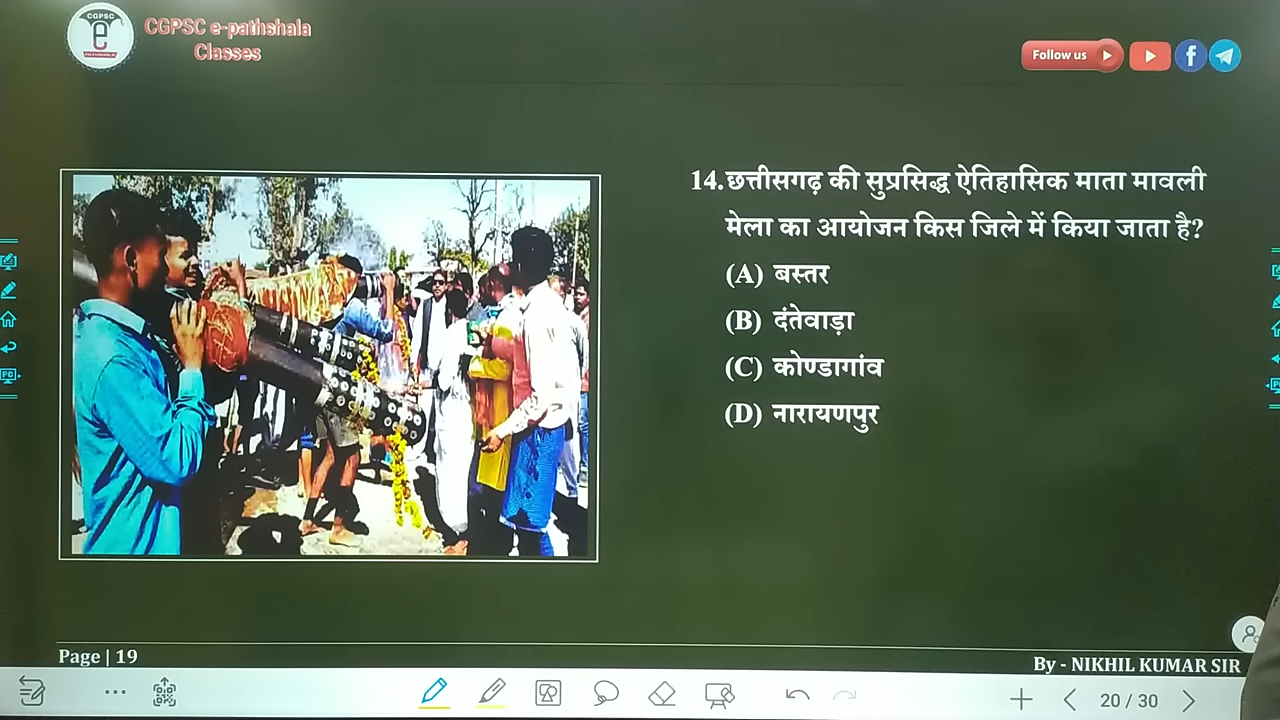 CGPSC
CGPSC e-pathshala
Classes
Follow us
14. छत्तीसगढ़ की सुप्रसिद्ध ऐतिहासिक माता मावली
मेला का आयोजन किस जिले में किया जाता है?
(A) बस्तर
(B) दंतेवाड़ा
(C) कोण्डागांव
(D) नारायणपुर
Page | 19
By - NIKHIL KUMAR SIR
20 / 30